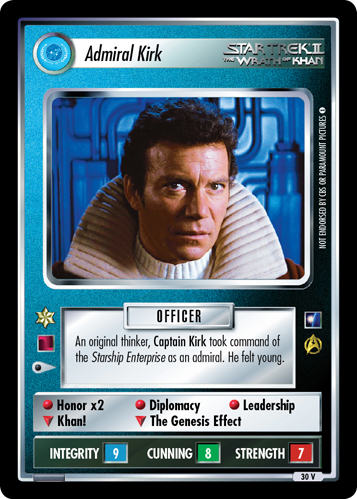 Admiral Kirk
STAR TREK II
THE WRATH OF KHAN
NOT ENDORSED BY CBS OR PARAMOUNT PICTURES
OFFICER
An original thinker, Captain Kirk took command of
the Starship Enterprise as an admiral. He felt young.
Honor x2 Diplomacy Leadership
Khan! The Genesis Effect
INTEGRITY 9 CUNNING 8 STRENGTH 7
30 V